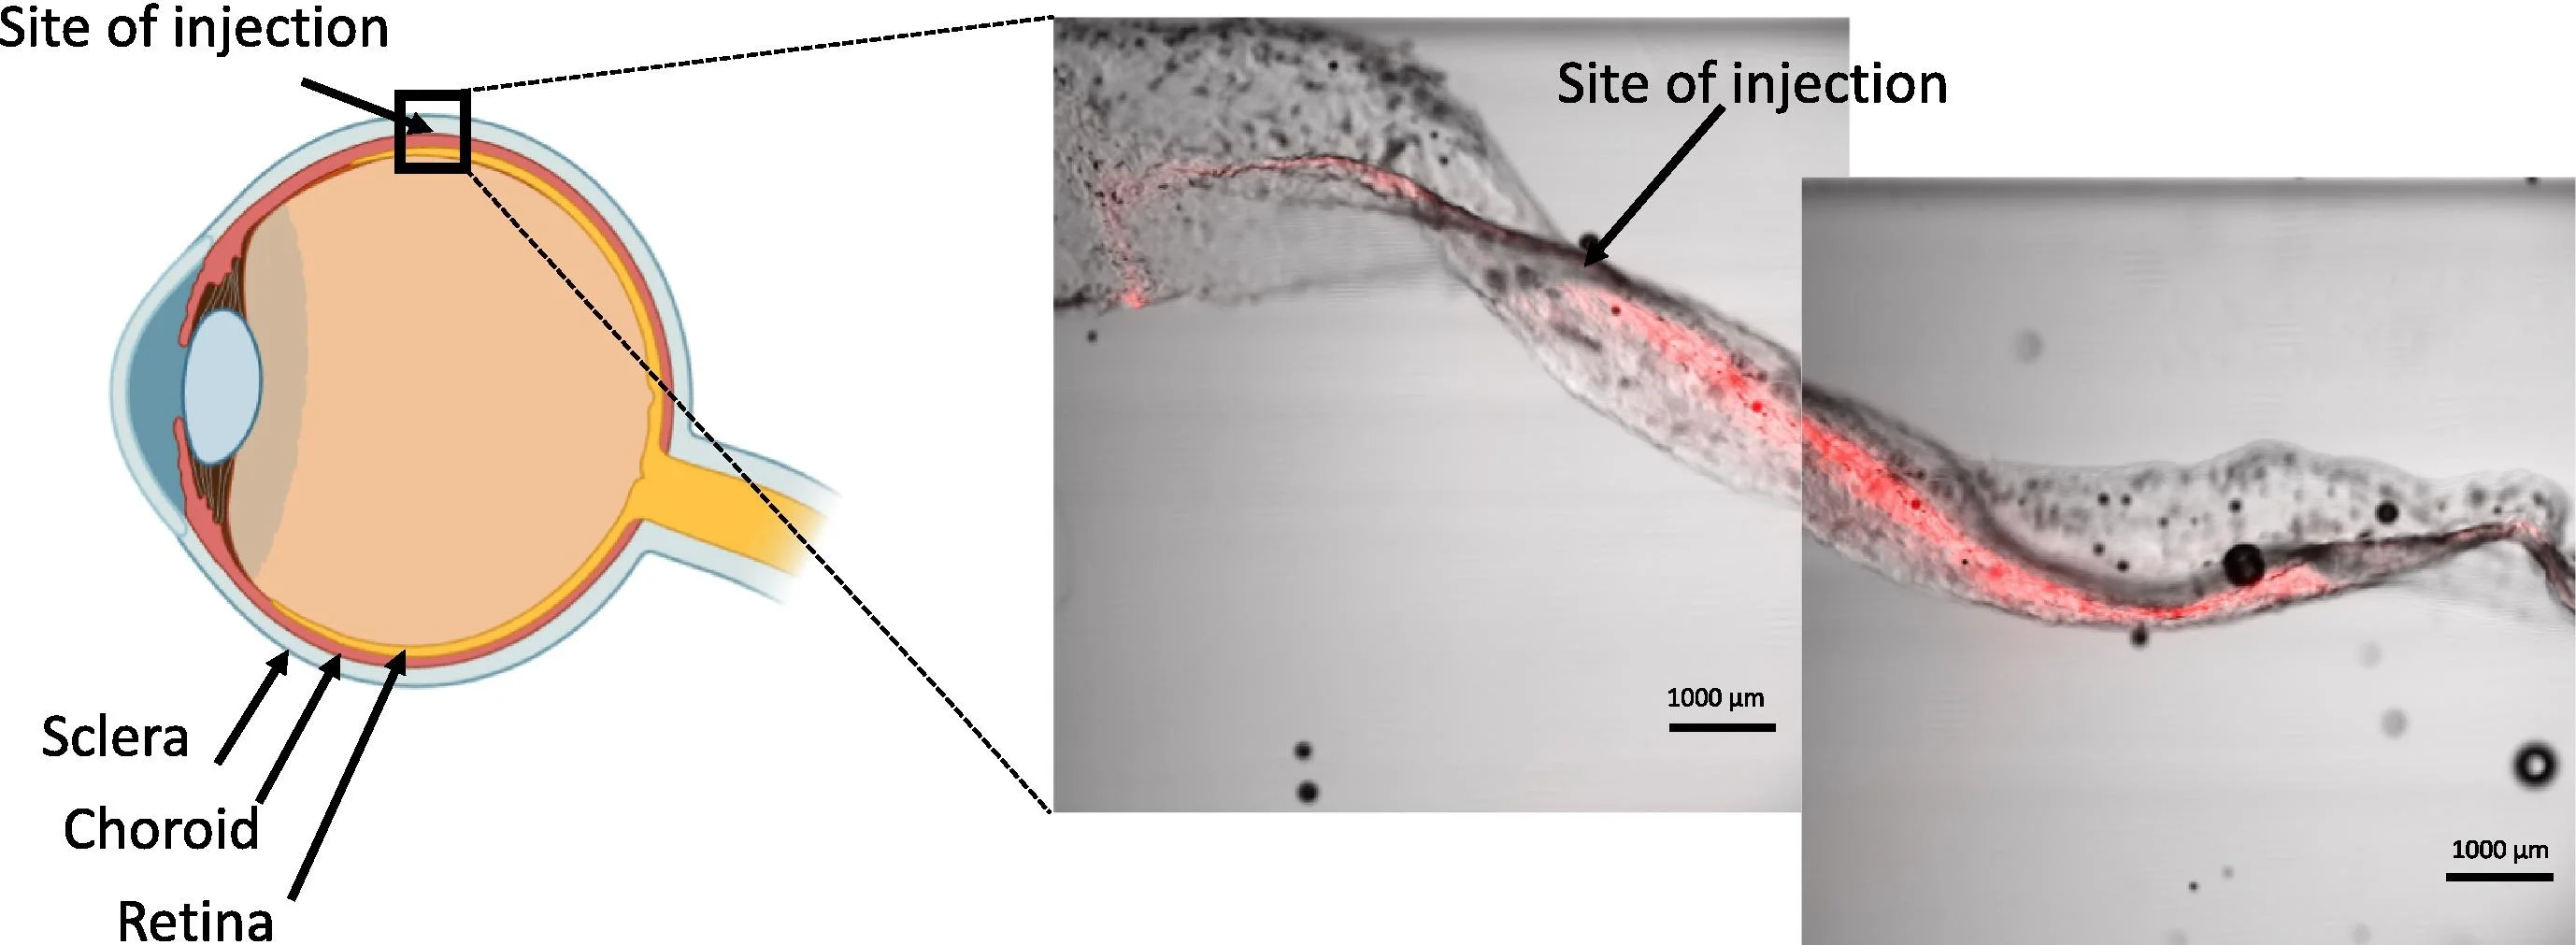 Site of injection
Site of injection
Sclera
Choroid
Retina
1000 µm
1000 µm